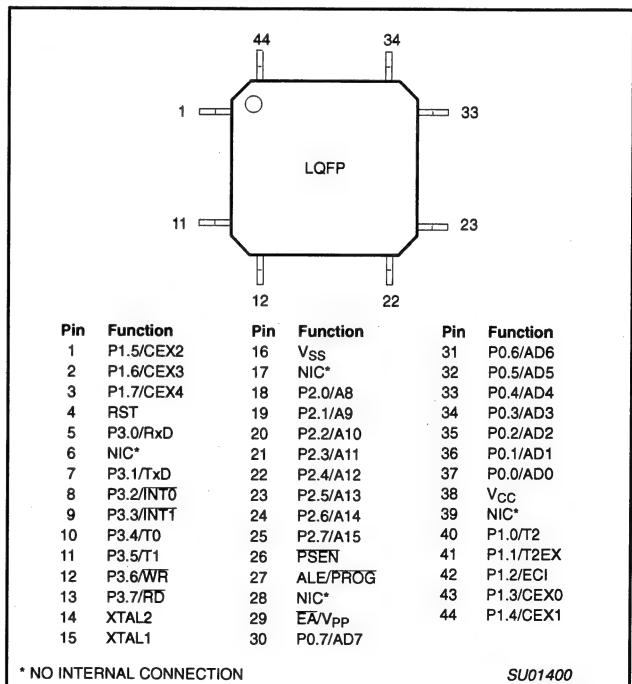 44 34
1 33
LQFP
11 23
12 22
Pin Function Pin Function Pin Function
1 P1.5/CEX2 16 VSS 31 P0.6/AD6
2 P1.6/CEX3 17 NIC* 32 P0.5/AD5
3 P1.7/CEX4 18 P2.0/A8 33 P0.4/AD4
4 RST 19 P2.1/A9 34 P0.3/AD3
5 P3.0/RxD 20 P2.2/A10 35 P0.2/AD2
6 NIC* 21 P2.3/A11 36 P0.1/AD1
7 P3.1/TxD 22 P2.4/A12 37 P0.0/AD0
8 P3.2/I̅N̅T̅0̅ 23 P2.5/A13 38 VCC
9 P3.3/I̅N̅T̅1̅ 24 P2.6/A14 39 NIC*
10 P3.4/T0 25 P2.7/A15 40 P1.0/T2
11 P3.5/T1 26 P̅S̅E̅N̅ 41 P1.1/T2EX
12 P3.6/W̅R̅ 27 ALE/P̅R̅O̅G̅ 42 P1.2/ECI
13 P3.7/R̅D̅ 28 NIC* 43 P1.3/CEX0
14 XTAL2 29 E̅A̅/VPP 44 P1.4/CEX1
15 XTAL1 30 P0.7/AD7
* NO INTERNAL CONNECTION SU01400